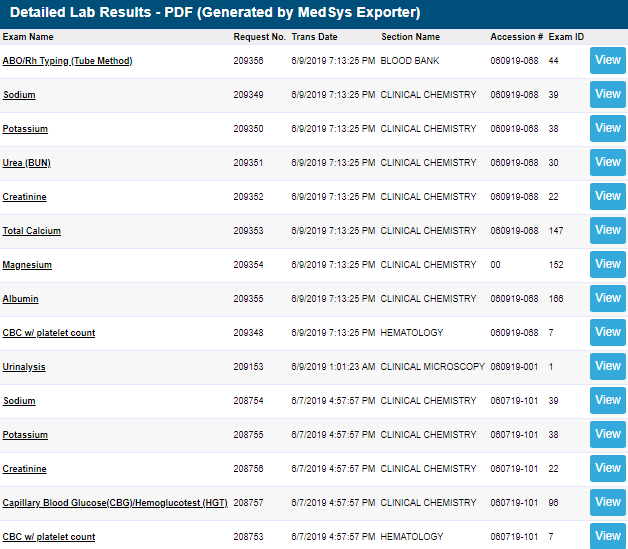 Detailed Lab Results - PDF (Generated by MedSys Exporter)
Exam Name Request No. Trans Date Section Name Accession # Exam ID
ABO/Rh Typing (Tube Method) 209356 6/9/2019 7:13:25 PM BLOOD BANK 060919-068 44 View
Sodium 209349 6/9/2019 7:13:25 PM CLINICAL CHEMISTRY 060919-068 39 View
Potassium 209350 6/9/2019 7:13:25 PM CLINICAL CHEMISTRY 060919-068 38 View
Urea (BUN) 209351 6/9/2019 7:13:25 PM CLINICAL CHEMISTRY 060919-068 30 View
Creatinine 209352 6/9/2019 7:13:25 PM CLINICAL CHEMISTRY 060919-068 22 View
Total Calcium 209353 6/9/2019 7:13:25 PM CLINICAL CHEMISTRY 060919-068 147 View
Magnesium 209354 6/9/2019 7:13:25 PM CLINICAL CHEMISTRY 00 152 View
Albumin 209355 6/9/2019 7:13:25 PM CLINICAL CHEMISTRY 060919-068 166 View
CBC w/ platelet count 209348 6/9/2019 7:13:25 PM HEMATOLOGY 060919-068 7 View
Urinalysis 209153 6/9/2019 1:01:23 AM CLINICAL MICROSCOPY 060919-001 1 View
Sodium 208754 6/7/2019 4:57:57 PM CLINICAL CHEMISTRY 060719-101 39 View
Potassium 208755 6/7/2019 4:57:57 PM CLINICAL CHEMISTRY 060719-101 38 View
Creatinine 208756 6/7/2019 4:57:57 PM CLINICAL CHEMISTRY 060719-101 22 View
Capillary Blood Glucose(CBG)/Hemoglucotest (HGT) 208757 6/7/2019 4:57:57 PM CLINICAL CHEMISTRY 060719-101 96 View
CBC w/ platelet count 208753 6/7/2019 4:57:57 PM HEMATOLOGY 060719-101 7 View